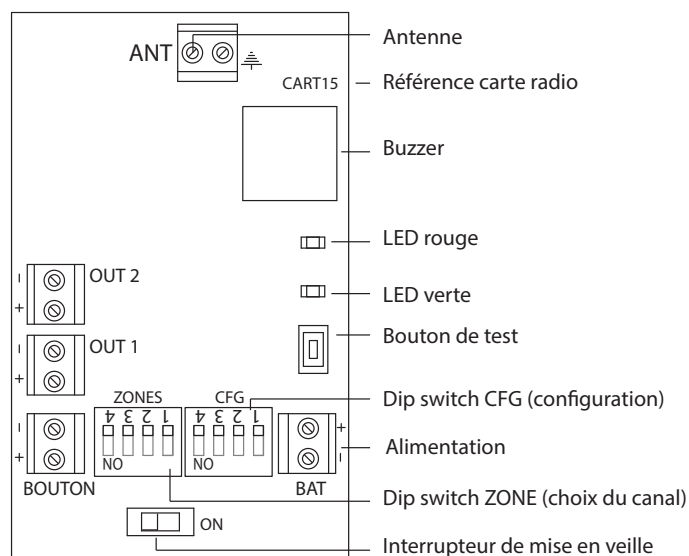 Antenne
ANT
CART15
Référence carte radio
Buzzer
LED rouge
- OUT 2
+
LED verte
Bouton de test
- OUT 1
+
ZONES CFG
Dip switch CFG (configuration)
4 3 2 1 4 3 2 1
- +
Alimentation
+ -
NO NO
BOUTON BAT
Dip switch ZONE (choix du canal)
ON
Interrupteur de mise en veille